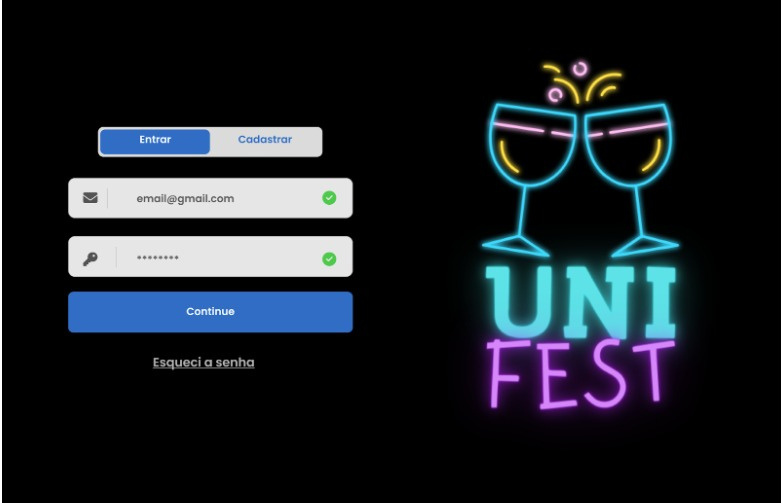 Entrar
Cadastrar
email@gmail.com
••••••••
Continue
Esqueci a senha
UNI
FEST